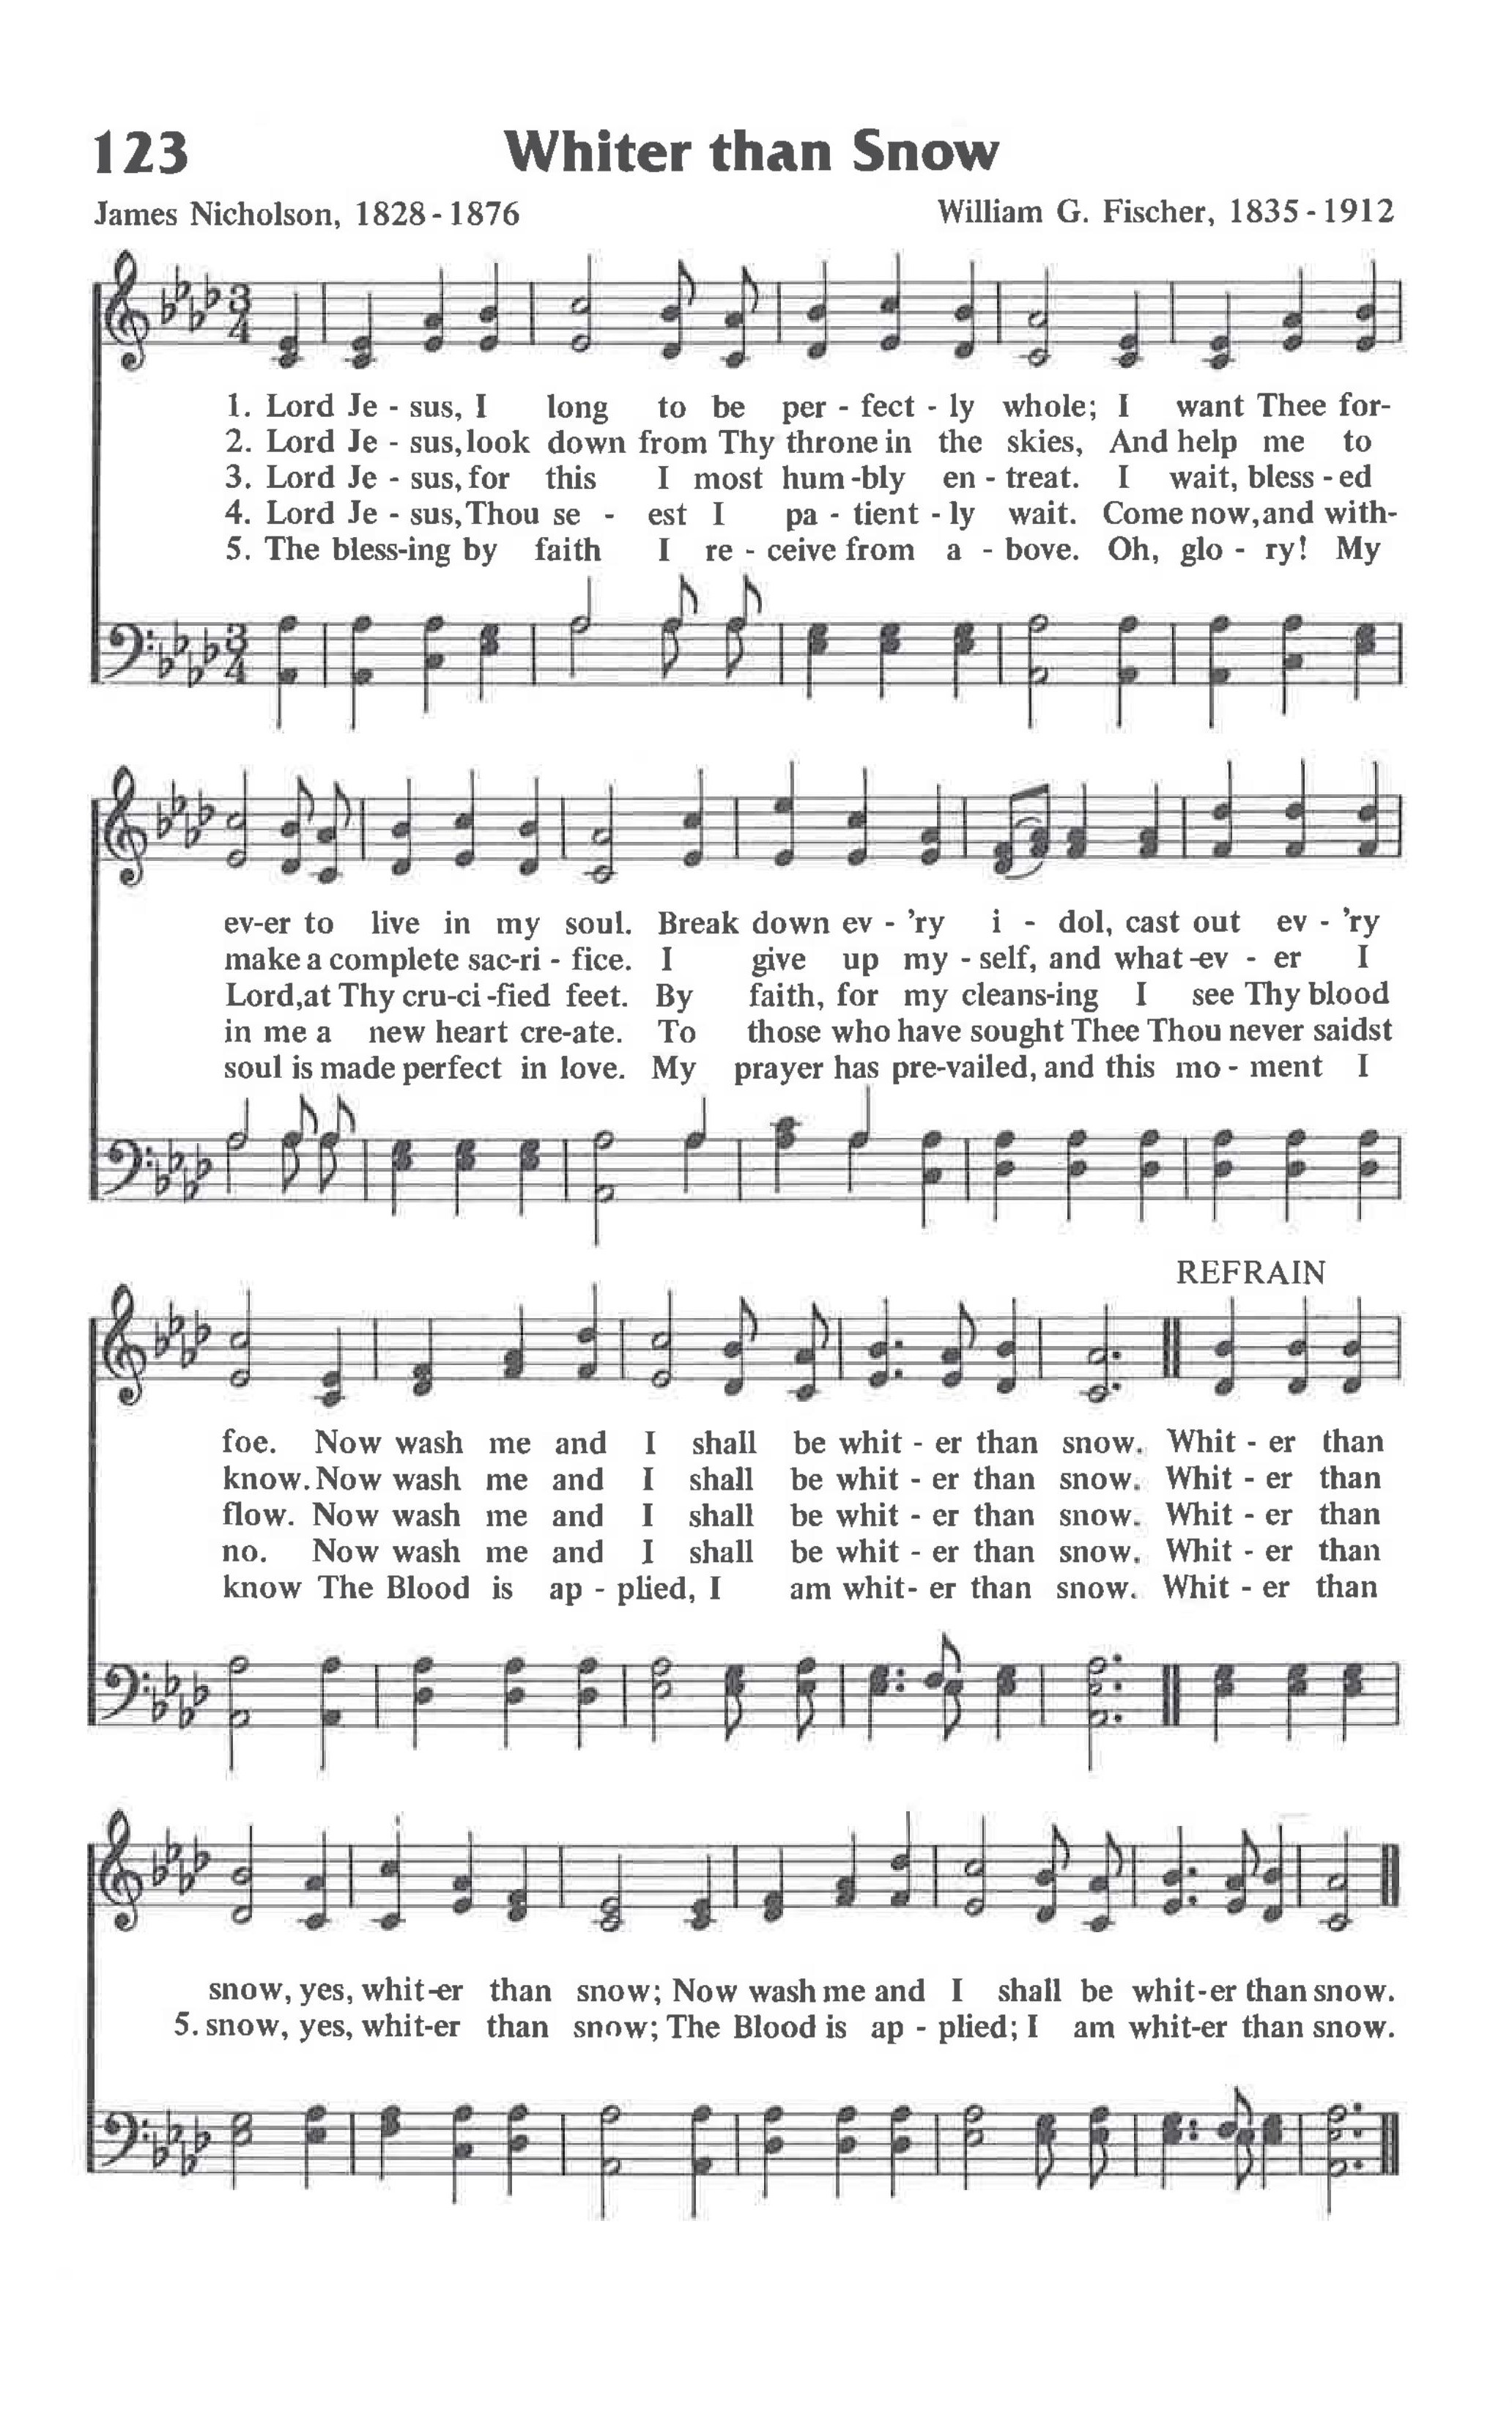 123 Whiter than Snow
James Nicholson, 1828-1876 William G. Fischer, 1835-1912
3 4
1. Lord Je - sus, I long to be per - fect - ly whole; I want Thee for-
2. Lord Je - sus, look down from Thy throne in the skies, And help me to
3. Lord Je - sus, for this I most hum-bly en - treat. I wait, bless - ed
4. Lord Je - sus, Thou se - est I pa - tient - ly wait. Come now, and with-
5. The bless-ing by faith I re - ceive from a - bove. Oh, glo - ry! My
3 4
ev-er to live in my soul. Break down ev - 'ry i - dol, cast out ev - 'ry
make a complete sac-ri - fice. I give up my - self, and what-ev - er I
Lord, at Thy cru-ci-fied feet. By faith, for my cleans-ing I see Thy blood
in me a new heart cre-ate. To those who have sought Thee Thou never saidst
soul is made perfect in love. My prayer has pre-vailed, and this mo - ment I
REFRAIN
foe. Now wash me and I shall be whit - er than snow. Whit - er than
know. Now wash me and I shall be whit - er than snow. Whit - er than
flow. Now wash me and I shall be whit - er than snow. Whit - er than
no. Now wash me and I shall be whit - er than snow. Whit - er than
know The Blood is ap - plied, I am whit- er than snow. Whit - er than
snow, yes, whit-er than snow; Now wash me and I shall be whit-er than snow.
5. snow, yes, whit-er than snow; The Blood is ap - plied; I am whit-er than snow.